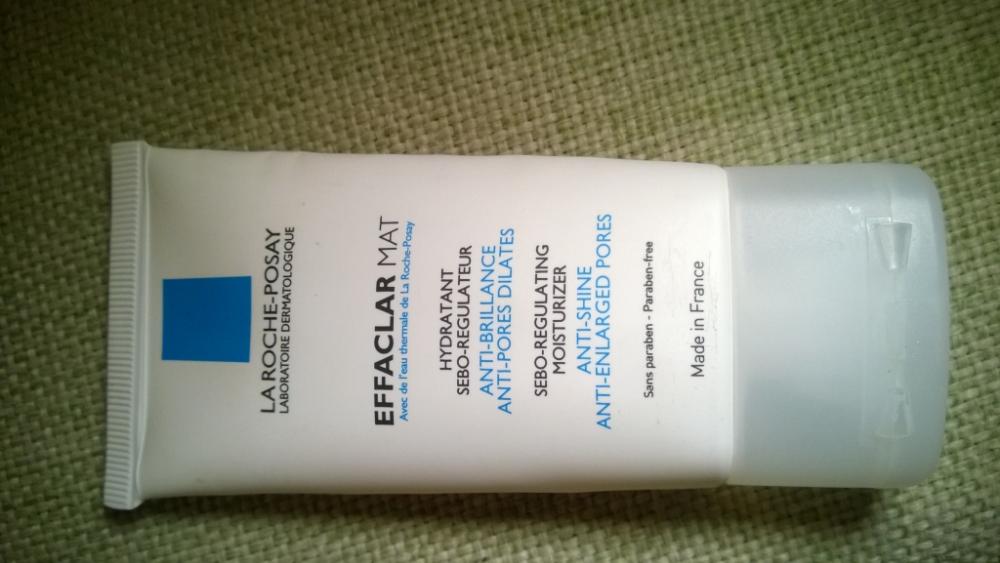 LA ROCHE-POSAY
LABORATOIRE DERMATOLOGIQUE
EFFACLAR MAT
Avec de l'eau thermale de La Roche-Posay
HYDRATANT
SEBO-REGULATEUR
ANTI-BRILLANCE
ANTI-PORES DILATES
SEBO-REGULATING
MOISTURIZER
ANTI-SHINE
ANTI-ENLARGED PORES
Sans paraben - Paraben-free
Made in France